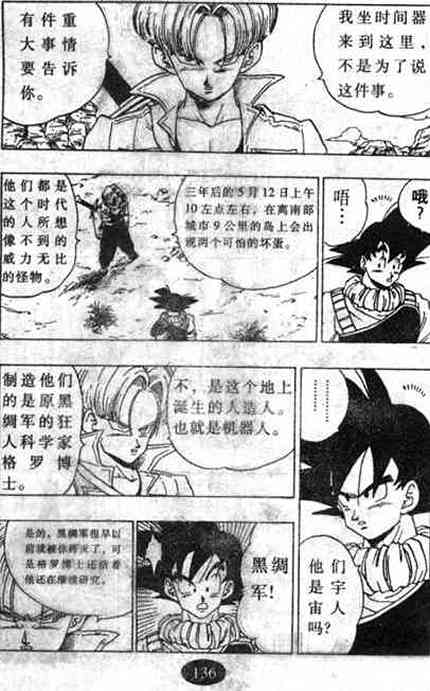 我坐时间器
来到这里，
不是为了说
这件事。
有件重
大事情
要告诉
你。
哦？
唔…
三年后的5月12日上午
10左点左右，在离南部
城市9公里的岛上会出
现两个可怕的坏蛋。
他们都是
这个时代
的人所想
像不到的
威力无比
的怪物。
………
他们
是宇
宙人
吗？
不，是这个地上
诞生的人造人。
也就是机器人。
制造他们
的是原黑
绸军的狂
人科学家
格罗博
士。
黑绸
军！
是的，黑绸军很早以
前就被你歼灭了，可
是格罗博士还活着
他还在继续研究。
136